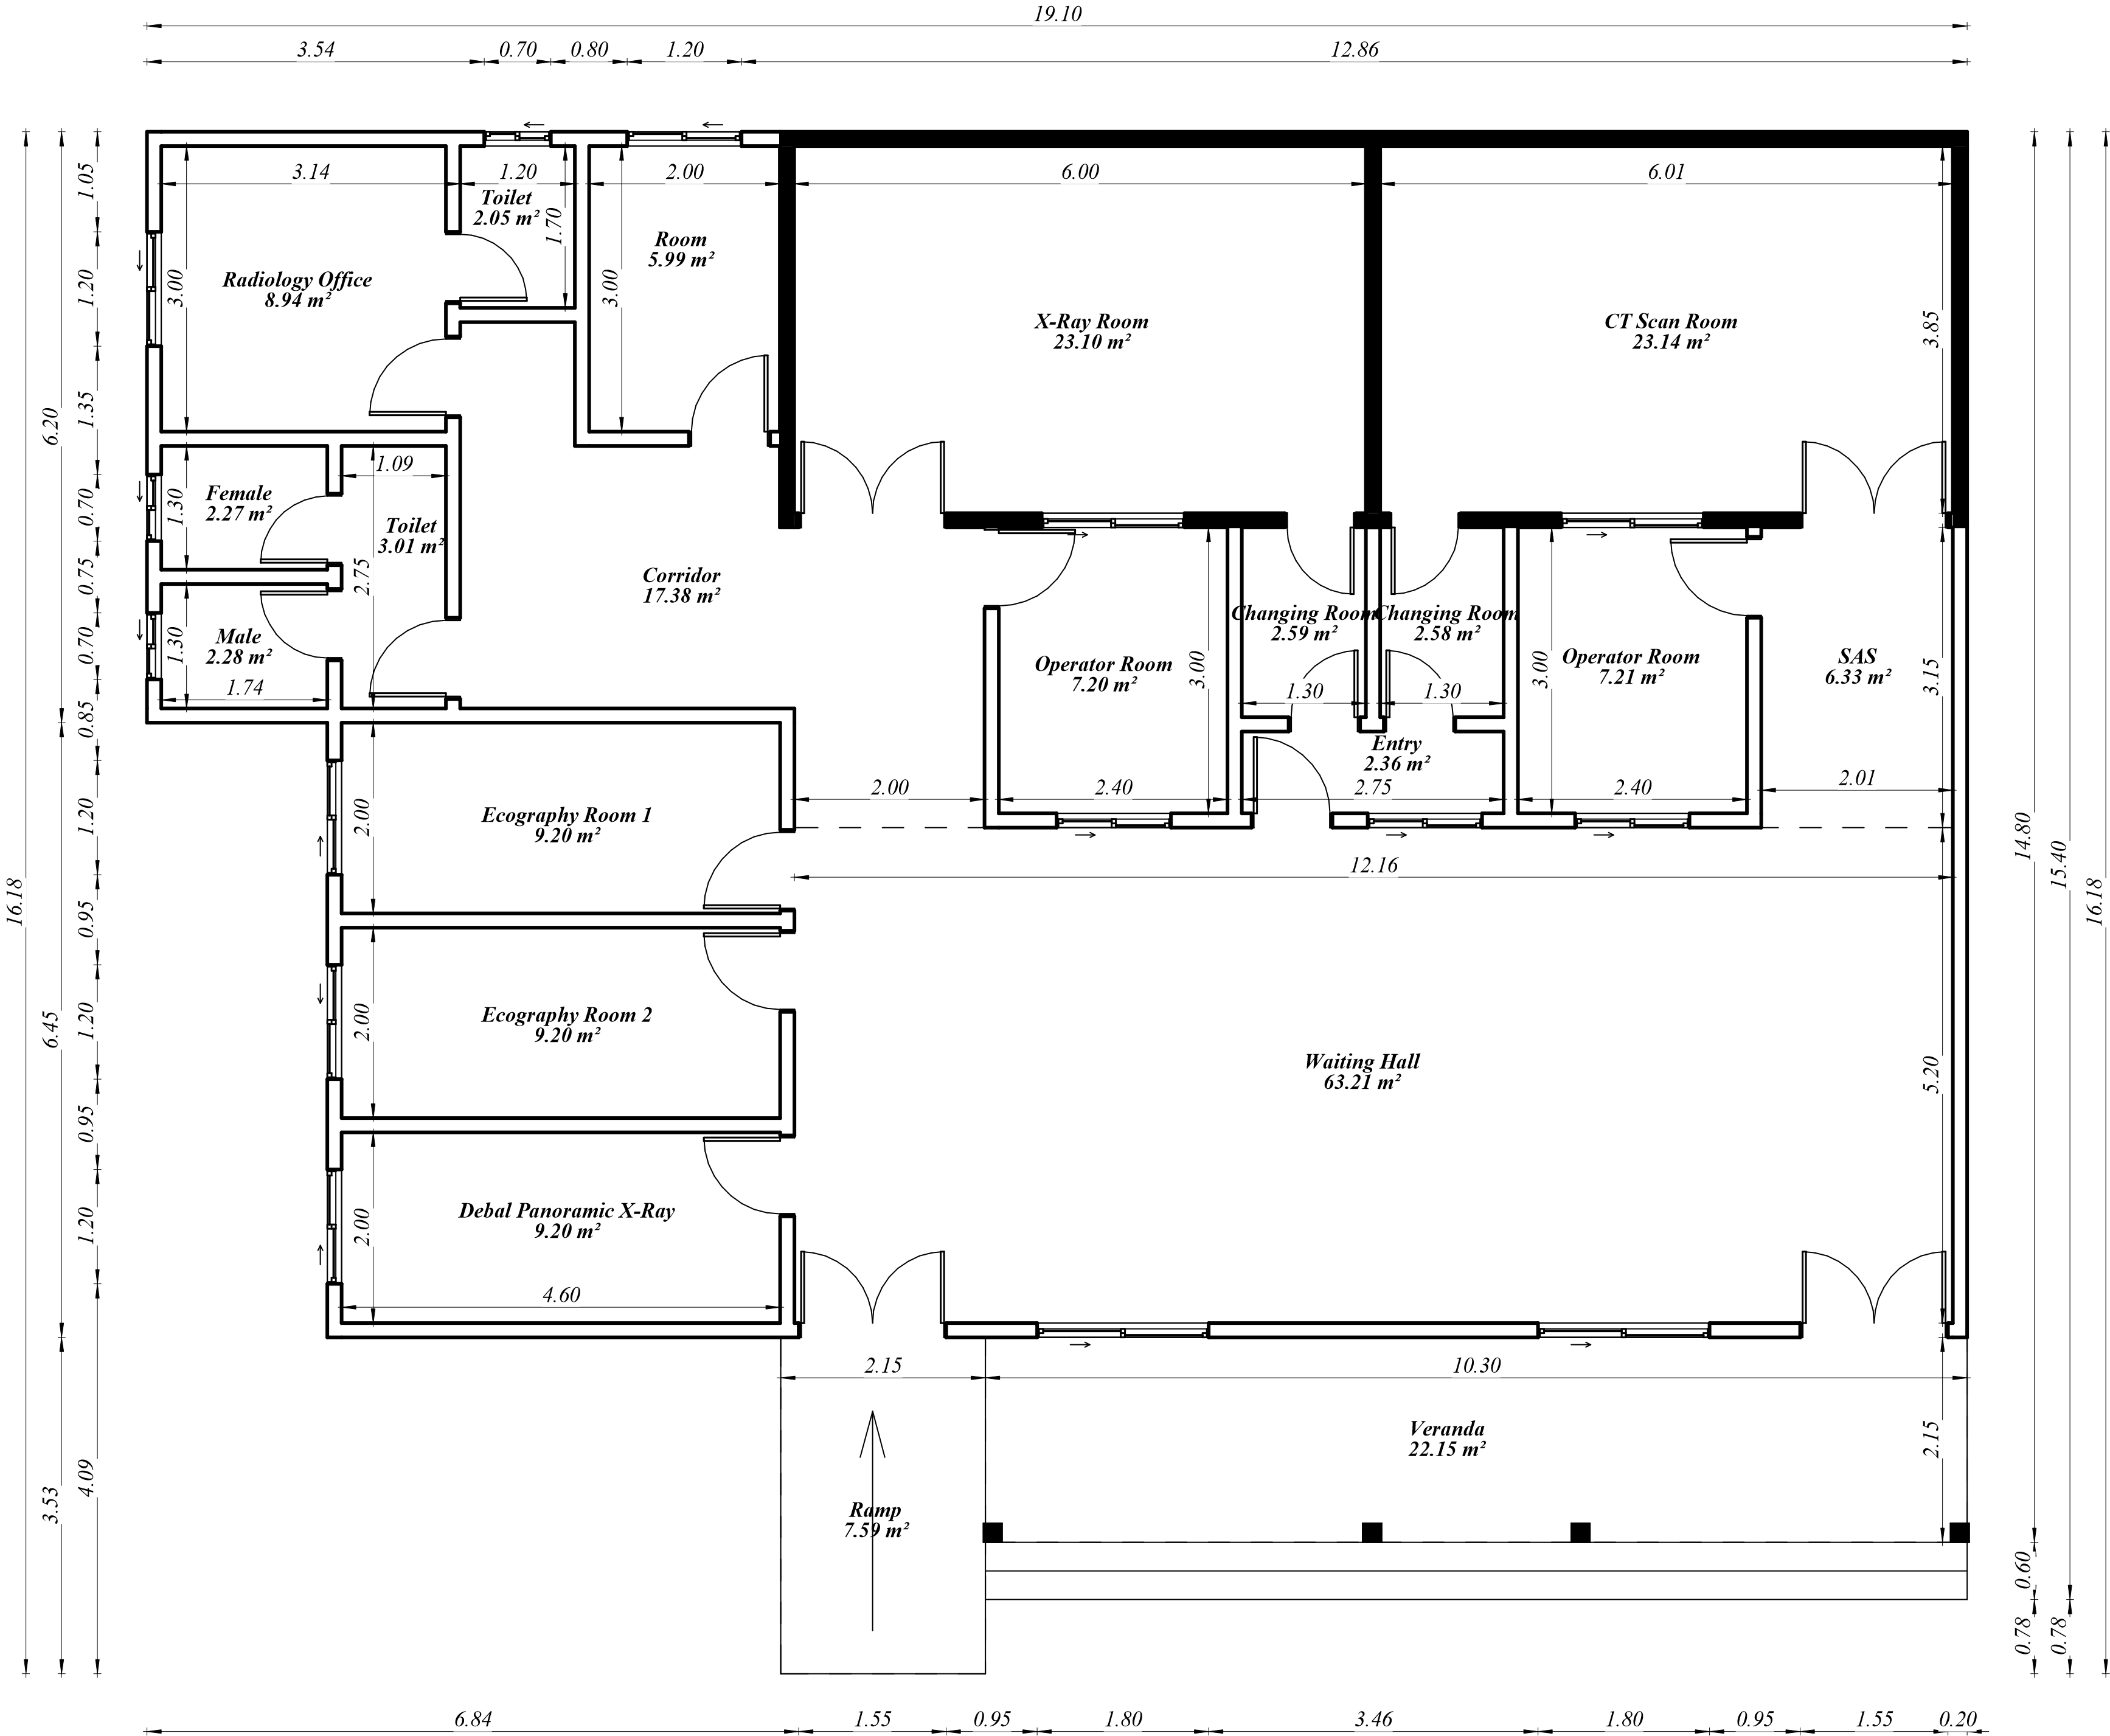 19.10
3.54
0.70
0.80
1.20
12.86
3.14
1.20
2.00
6.00
6.01
Toilet
2.05 m²
1.70
Room
5.99 m²
3.00
Radiology Office
8.94 m²
3.00
X-Ray Room
23.10 m²
CT Scan Room
23.14 m²
3.85
1.05
1.20
1.35
0.70
0.75
0.70
0.85
1.20
0.95
1.20
0.95
1.20
4.09
6.20
6.45
3.53
16.18
1.09
Female
2.27 m²
1.30
Toilet
3.01 m²
2.75
Male
2.28 m²
1.30
1.74
Corridor
17.38 m²
Operator Room
7.20 m²
3.00
Changing Room
2.59 m²
1.30
Changing Room
2.58 m²
1.30
Operator Room
7.21 m²
3.00
SAS
6.33 m²
3.15
Entry
2.36 m²
2.00
2.40
2.75
2.40
2.01
Ecography Room 1
9.20 m²
2.00
12.16
Ecography Room 2
9.20 m²
2.00
Waiting Hall
63.21 m²
5.20
Debal Panoramic X-Ray
9.20 m²
2.00
4.60
2.15
10.30
Veranda
22.15 m²
2.15
Ramp
7.59 m²
14.80
0.60
0.78
15.40
0.78
16.18
6.84
1.55
0.95
1.80
3.46
1.80
0.95
1.55
0.20